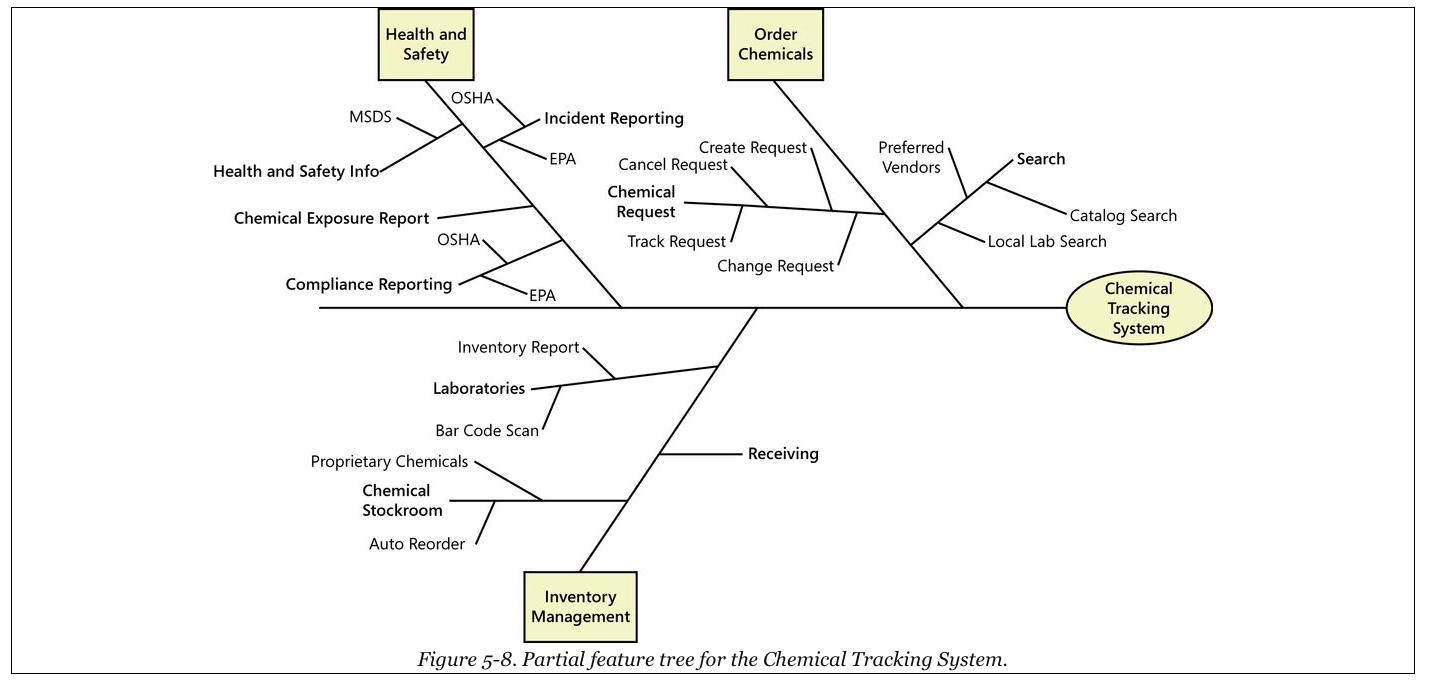 Health and
Safety
Order
Chemicals
OSHA
MSDS
Incident Reporting
EPA
Health and Safety Info
Chemical Exposure Report
OSHA
Compliance Reporting
EPA
Create Request
Cancel Request
Chemical
Request
Track Request
Change Request
Preferred
Vendors
Search
Catalog Search
Local Lab Search
Chemical
Tracking
System
Inventory Report
Laboratories
Bar Code Scan
Proprietary Chemicals
Chemical
Stockroom
Auto Reorder
Receiving
Inventory
Management
Figure 5-8. Partial feature tree for the Chemical Tracking System.